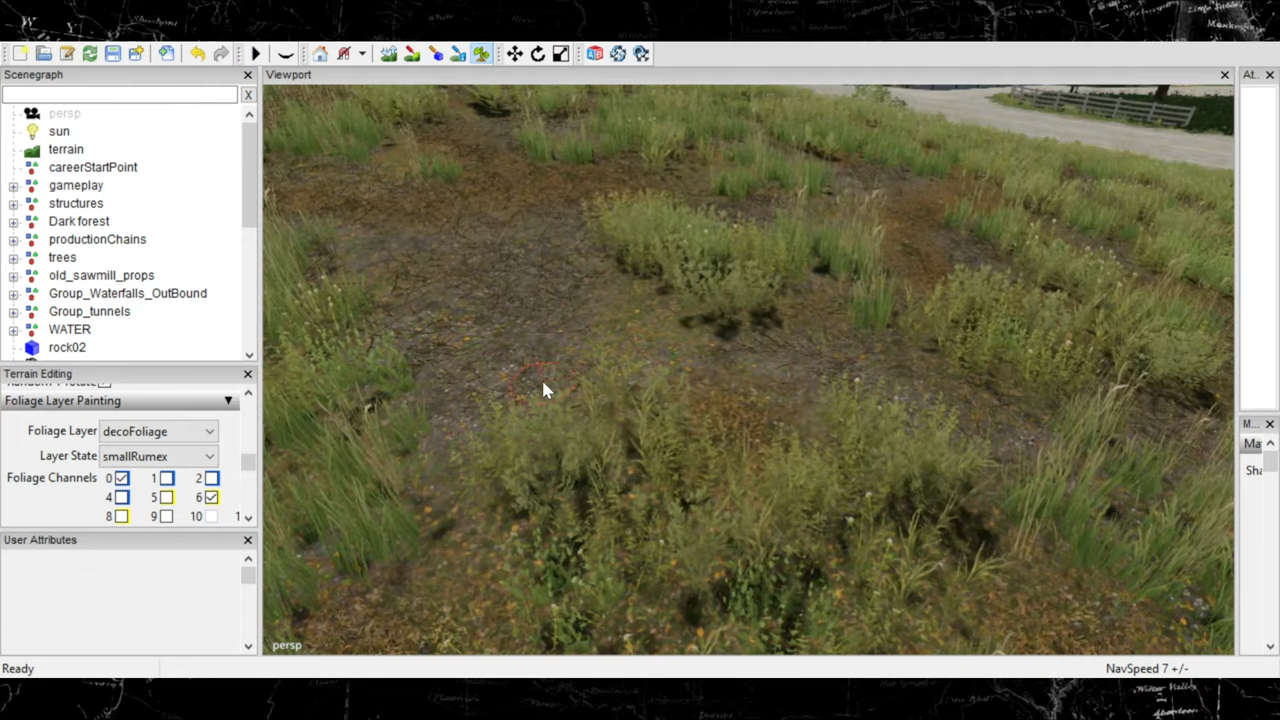 Scenegraph
Viewport
At..
X
persp
sun
terrain
careerStartPoint
gameplay
structures
Dark forest
productionChains
trees
old_sawmill_props
Group_Waterfalls_OutBound
Group_tunnels
WATER
rock02
Terrain Editing
Foliage Layer Painting
Foliage Layer decoFoliage
Layer State smallRumex
Foliage Channels 0 1 2
4 5 6
8 9 10 1
User Attributes
M...
Ma
Sha
persp
Ready
NavSpeed 7 +/-